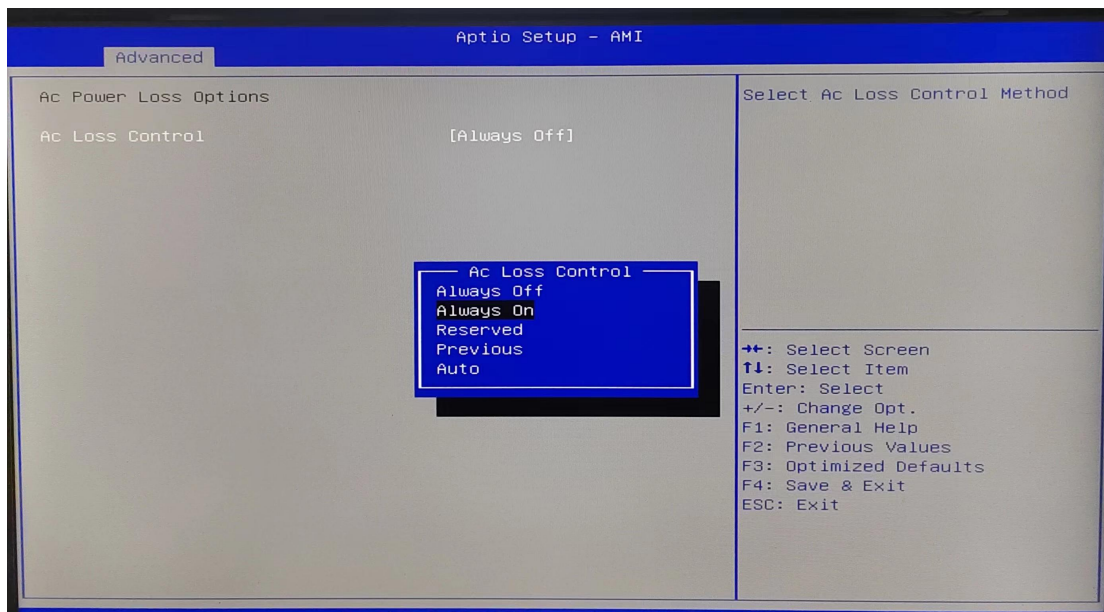 Aptio Setup – AMI
Advanced
Ac Power Loss Options
Ac Loss Control [Always Off]
Select Ac Loss Control Method
Ac Loss Control
Always Off
Always On
Reserved
Previous
Auto
→←: Select Screen
↑↓: Select Item
Enter: Select
+/-: Change Opt.
F1: General Help
F2: Previous Values
F3: Optimized Defaults
F4: Save & Exit
ESC: Exit